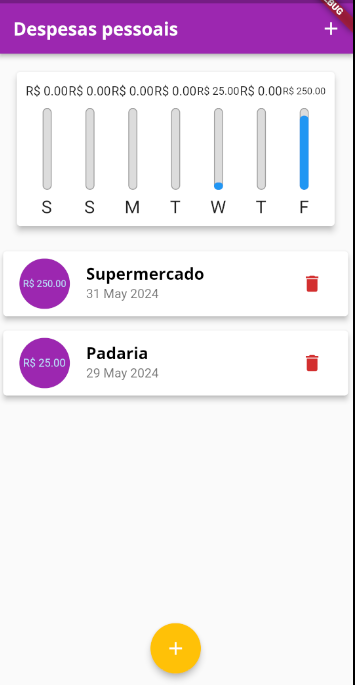 Despesas pessoais
+
R$ 0.00 R$ 0.00 R$ 0.00 R$ 0.00 R$ 25.00 R$ 0.00 R$ 250.00
S S M T W T F
R$ 250.00
Supermercado
31 May 2024
R$ 25.00
Padaria
29 May 2024
+